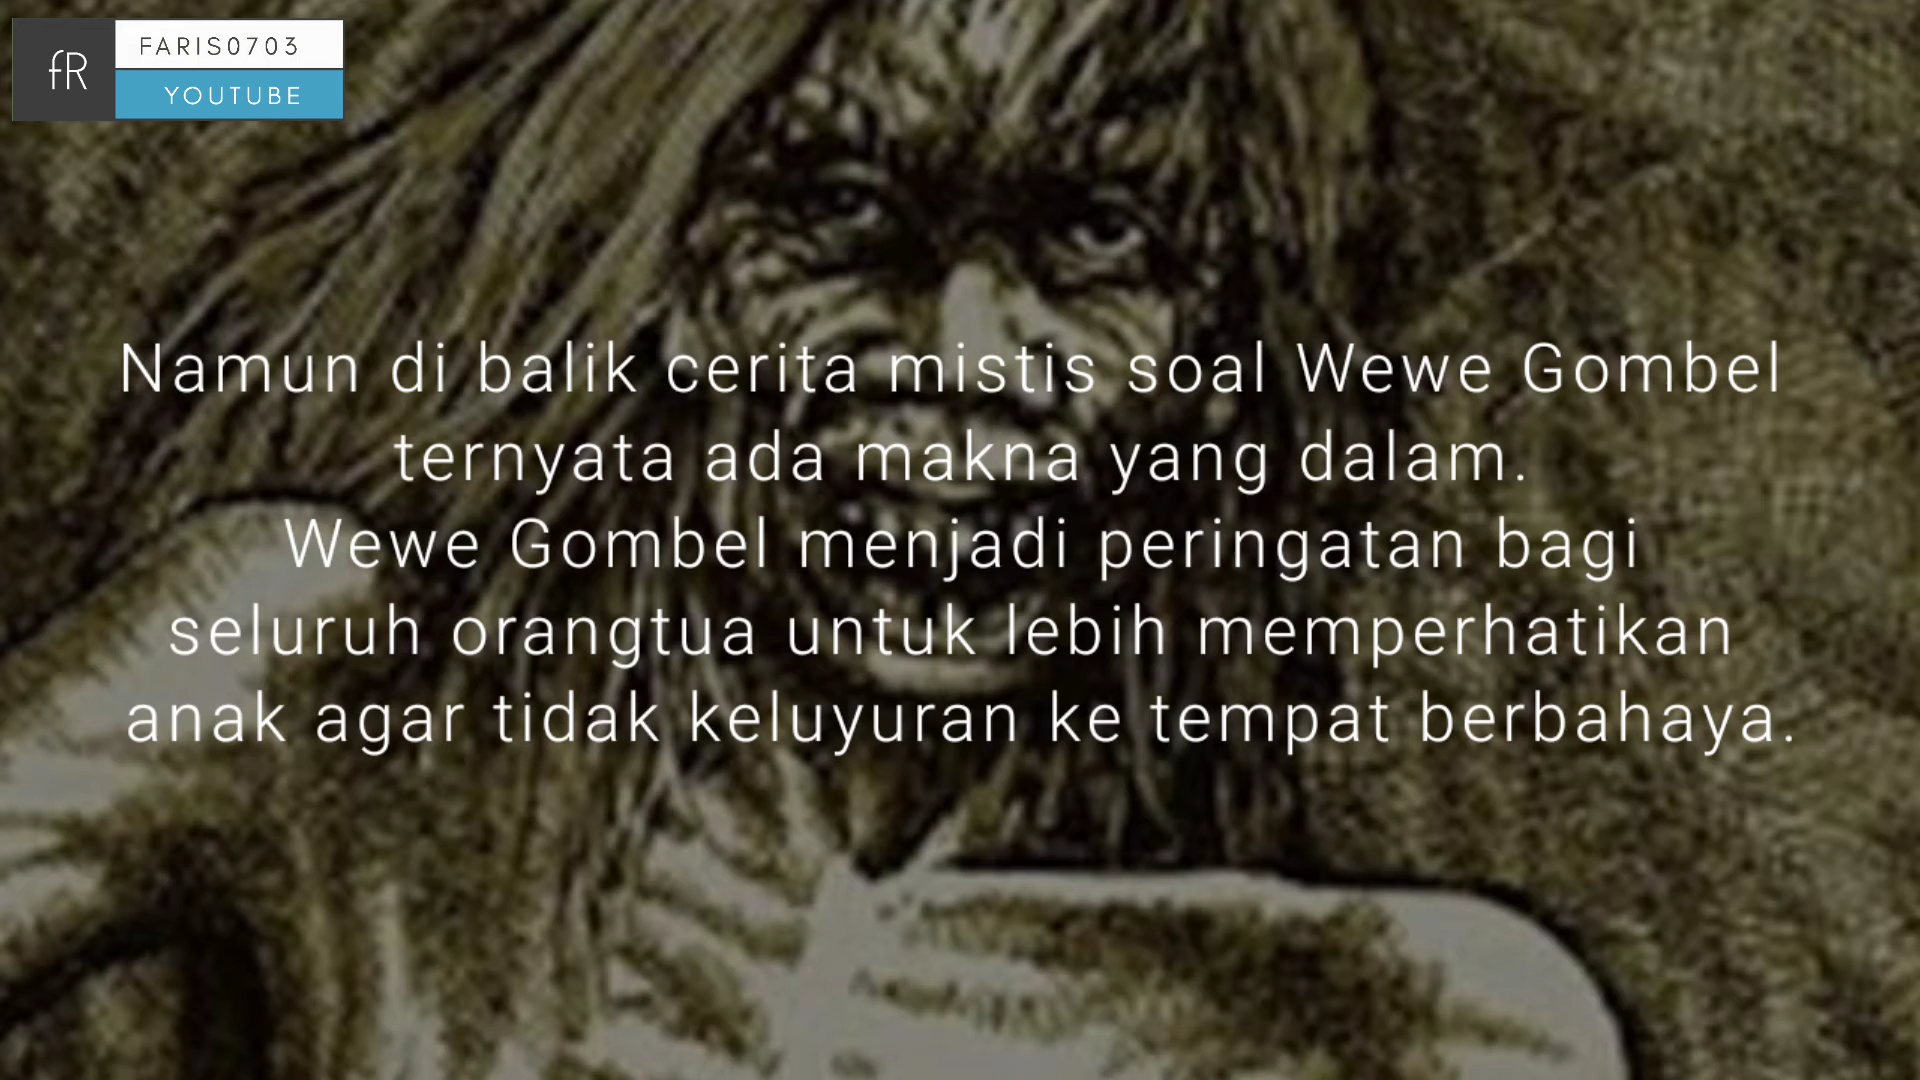 fR
FARIS0703
YOUTUBE
Namun di balik cerita mistis soal Wewe Gombel
ternyata ada makna yang dalam.
Wewe Gombel menjadi peringatan bagi
seluruh orangtua untuk lebih memperhatikan
anak agar tidak keluyuran ke tempat berbahaya.